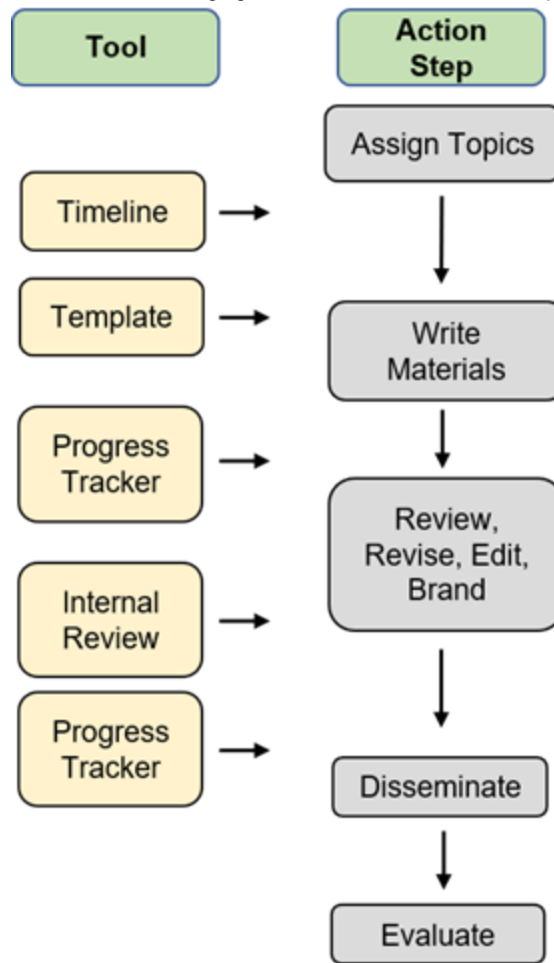 Tool
Action
Step
Assign Topics
Timeline
Template
Write
Materials
Progress
Tracker
Review,
Revise, Edit,
Brand
Internal
Review
Progress
Tracker
Disseminate
Evaluate